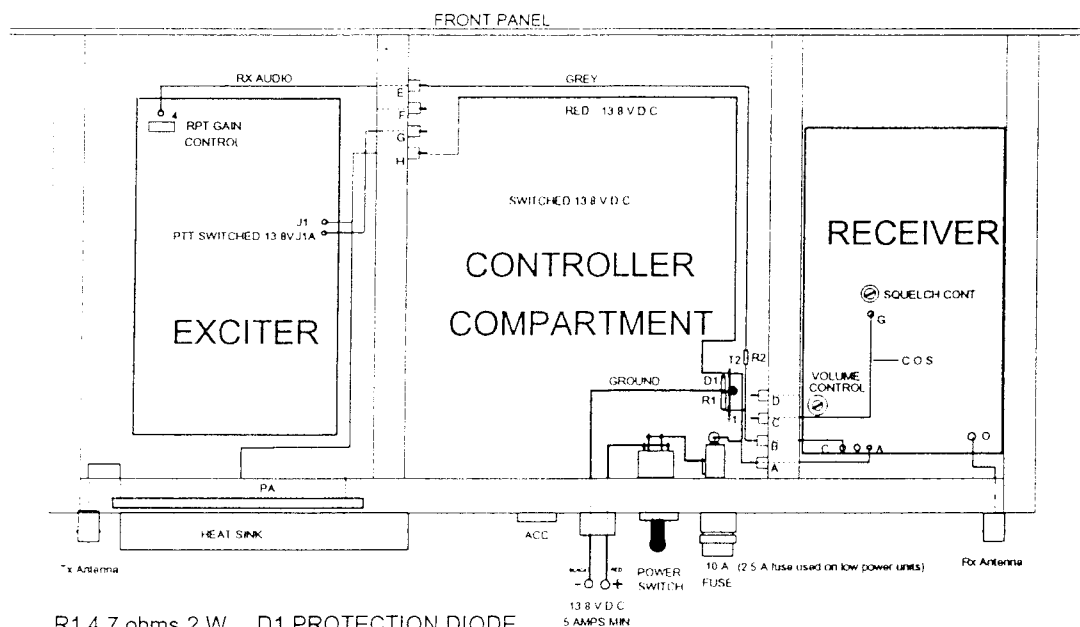 FRONT PANEL
RX AUDIO
GREY
E
F
G
H
RED 13.8 V D C
4
RPT GAIN
CONTROL
SWITCHED 13.8 V D C
J1
PTT SWITCHED 13.8V J1A
EXCITER
CONTROLLER
COMPARTMENT
RECEIVER
SQUELCH CONT
G
C O S
T2
R2
VOLUME
CONTROL
GROUND
D1
R1
D
C
B
A
C
O
A
O
PA
HEAT SINK
ACC
Tx Antenna
BLACK
RED
- +
POWER
SWITCH
10 A (2.5 A fuse used on low power units)
FUSE
Rx Antenna
13.8 V D C
5 AMPS MIN
R1 4.7 ohms 2 W D1 PROTECTION DIODE